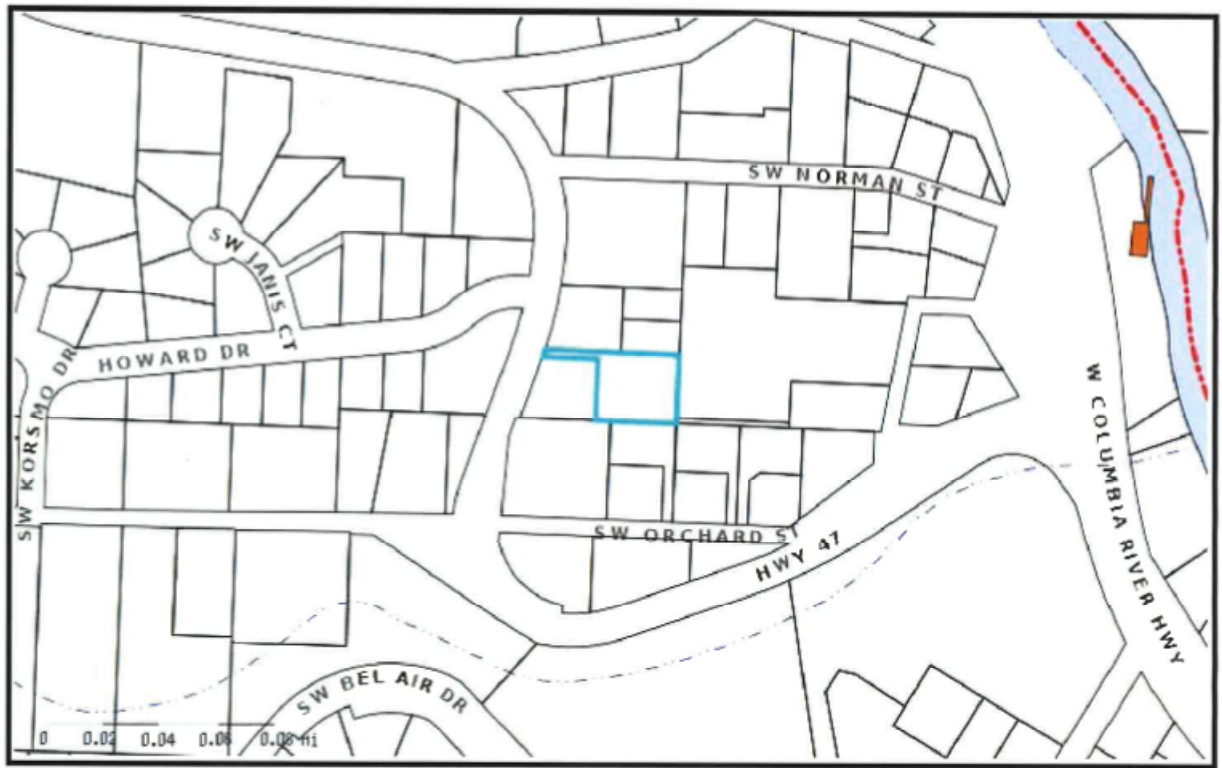 SW NORMAN ST
SW JANIS CT
HOWARD DR
SW KORSMO DR
W COLUMBIA RIVER HWY
SW ORCHARD ST
HWY 47
SW BEL AIR DR
0 0.02 0.04 0.06 0.08 mi